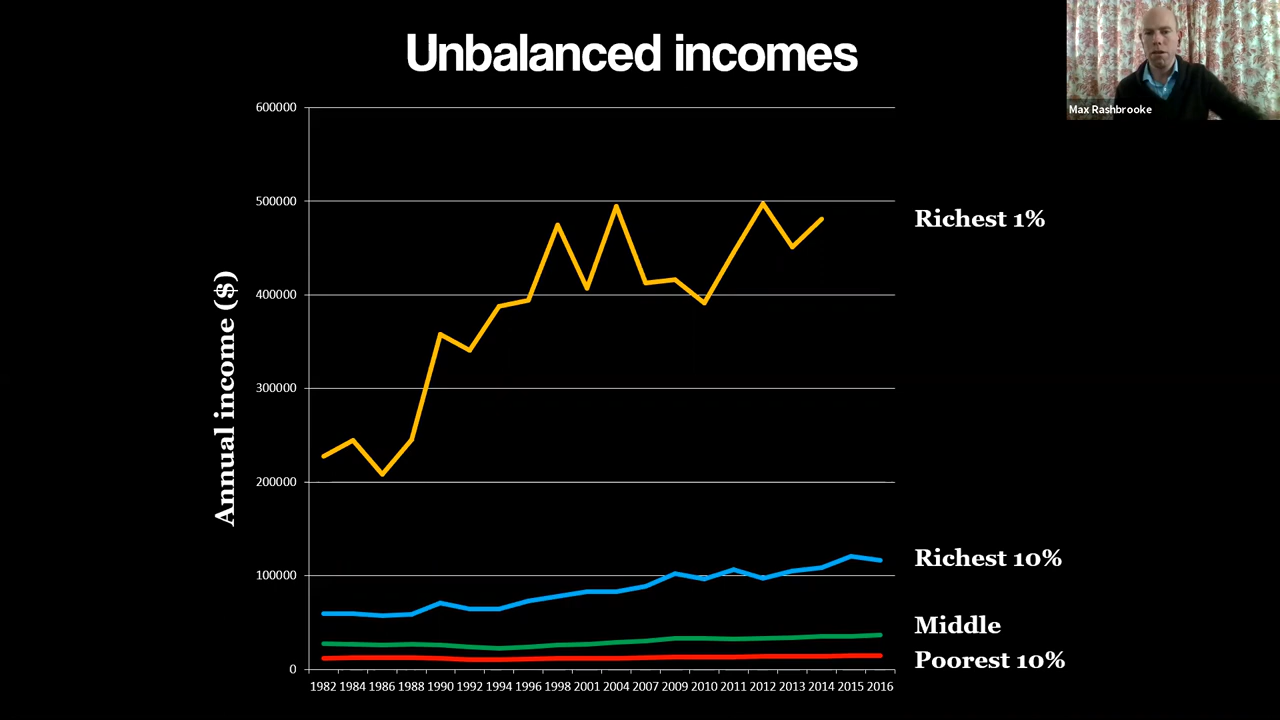 Unbalanced incomes
Max Rashbrooke
600000
500000
400000
300000
200000
100000
0
Annual income ($)
Richest 1%
Richest 10%
Middle
Poorest 10%
1982 1984 1986 1988 1990 1992 1994 1996 1998 2001 2004 2007 2009 2010 2011 2012 2013 2014 2015 2016